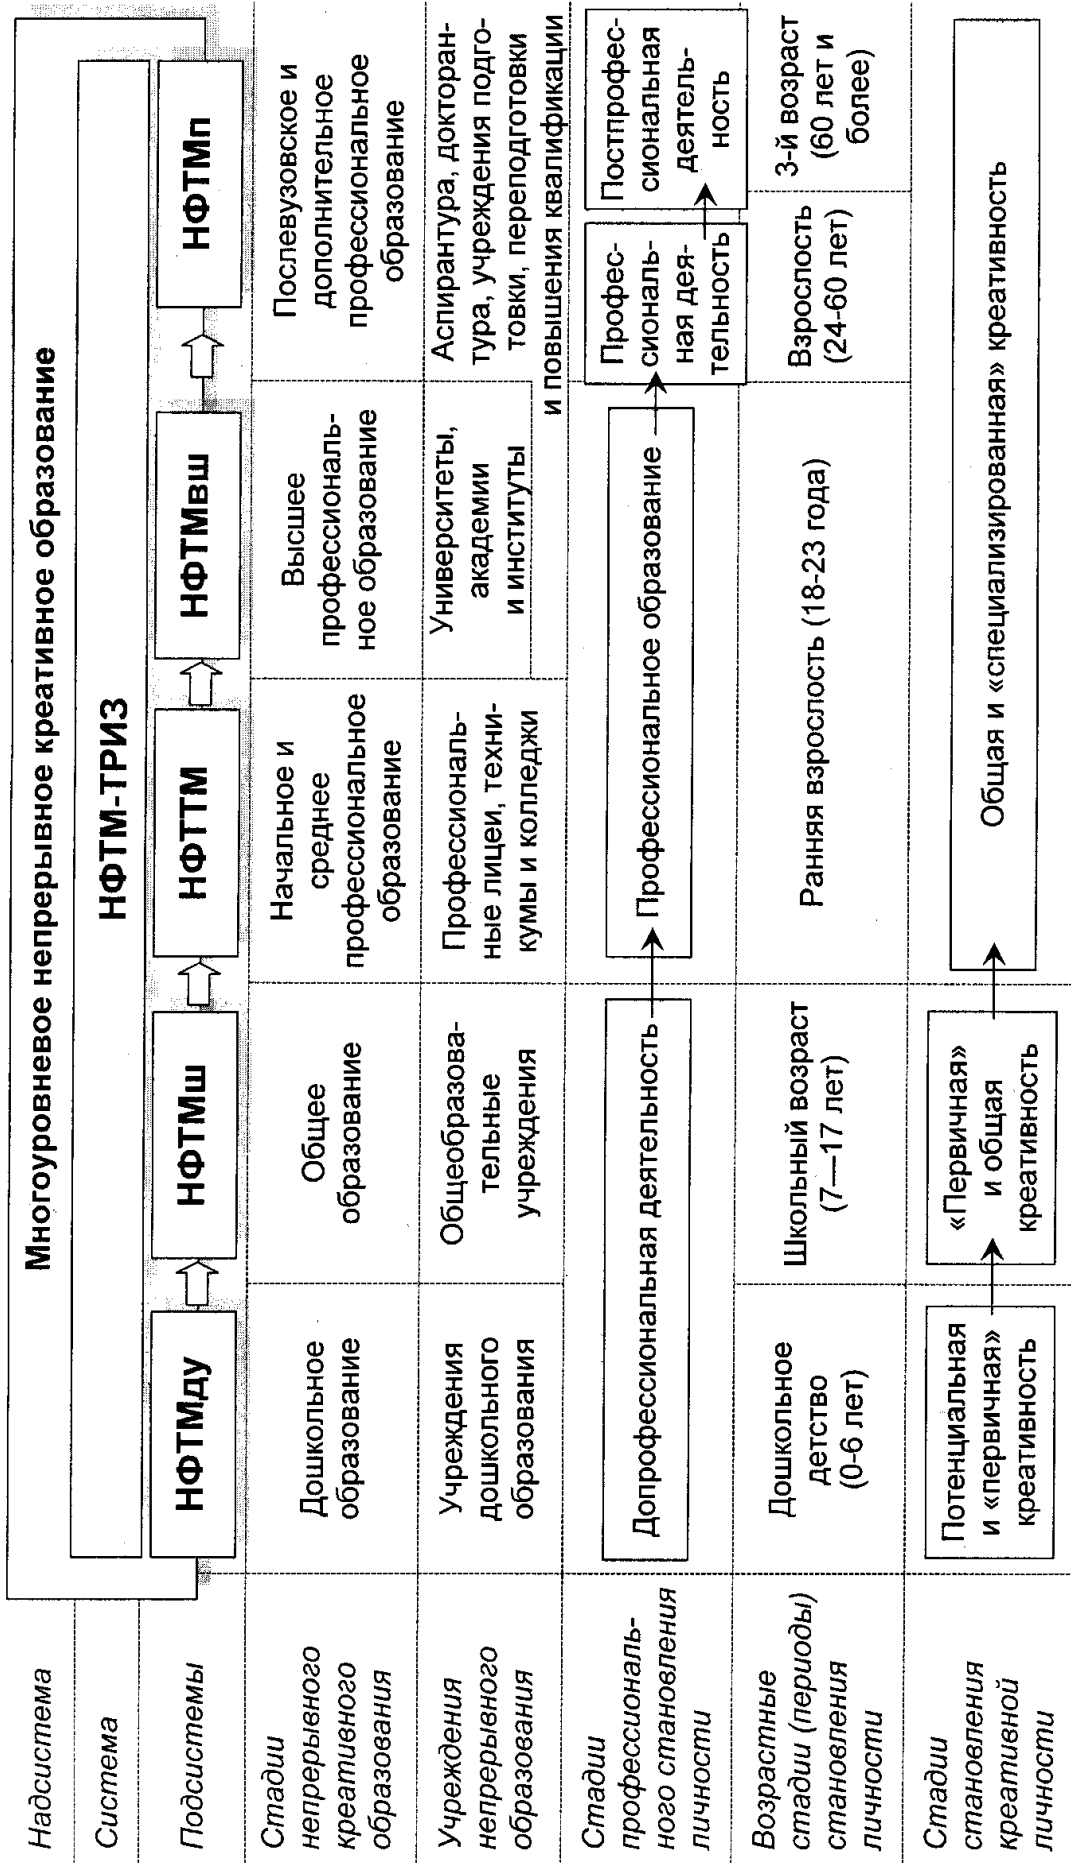 Надсистема
Многоуровневое непрерывное креативное образование
Система
НФТМ-ТРИЗ
Подсистемы
НФТМду
НФТМш
НФТТМ
НФТМвш
НФТМп
Стадии
непрерывного
креативного
образования
Дошкольное
образование
Общее
образование
Начальное и
среднее
профессиональное
образование
Высшее
профессиональ-
ное образование
Послевузовское и
дополнительное
профессиональное
образование
Учреждения
непрерывного
образования
Учреждения
дошкольного
образования
Общеобразова-
тельные
учреждения
Профессиональ-
ные лицеи, техни-
кумы и колледжи
Университеты,
академии
и институты
Аспирантура, докторан-
тура, учреждения подго-
товки, переподготовки
и повышения квалификации
Стадии
профессиональ-
ного становления
личности
Допрофессиональная деятельность
Профессиональное образование
Профес-
сиональ-
ная дея-
тельность
Постпрофес-
сиональная
деятель-
ность
Возрастные
стадии (периоды)
становления
личности
Дошкольное
детство
(0-6 лет)
Школьный возраст
(7—17 лет)
Ранняя взрослость (18-23 года)
Взрослость
(24-60 лет)
3-й возраст
(60 лет и
более)
Стадии
становления
креативной
личности
Потенциальная
и «первичная»
креативность
«Первичная»
и общая
креативность
Общая и «специализированная» креативность